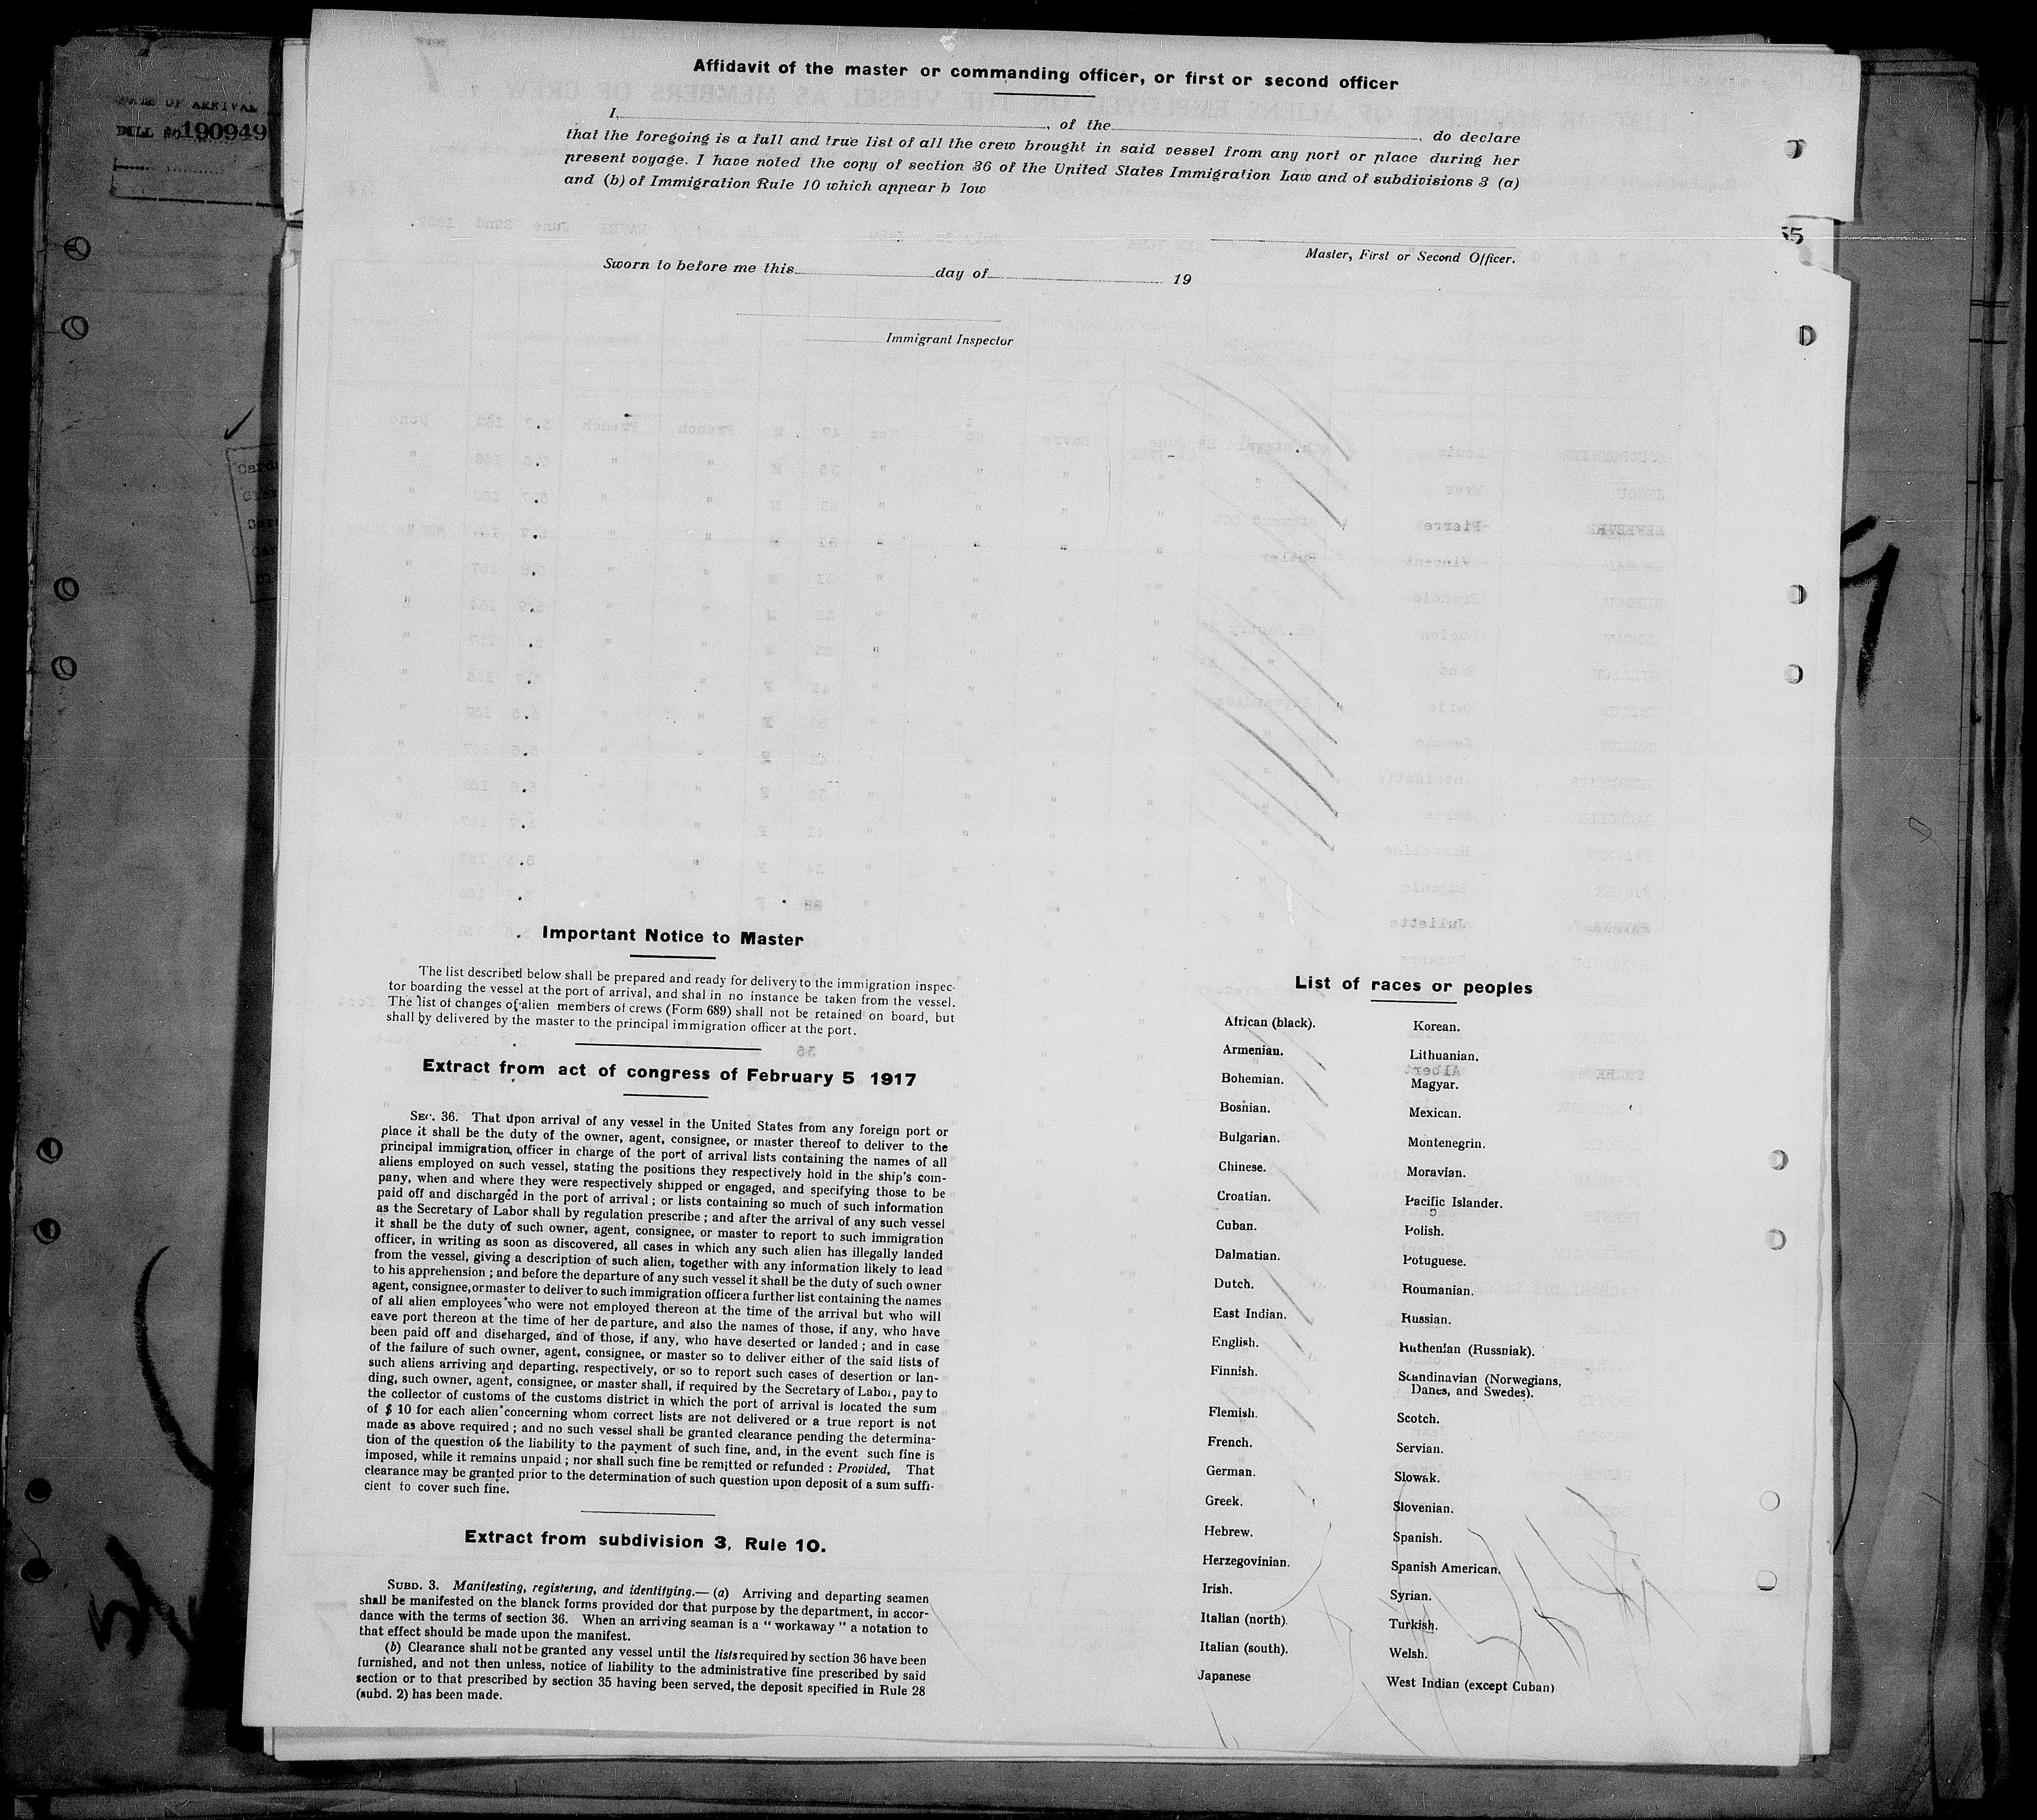 DATE OF ARRIVAL
BILL No. 190949
Affidavit of the master or commanding officer, or first or second officer
I, , of the , do declare
that the foregoing is a full and true list of all the crew brought in said vessel from any port or place during her
present voyage. I have noted the copy of section 36 of the United States Immigration Law and of subdivisions 3 (a)
and (b) of Immigration Rule 10 which appear b low
Master, First or Second Officer.
Sworn to before me this day of 19
Immigrant Inspector
Important Notice to Master
The list described below shall be prepared and ready for delivery to the immigration inspec-
tor boarding the vessel at the port of arrival, and shal in no instance be taken from the vessel.
The list of changes of alien members of crews (Form 689) shall not be retained on board, but
shall by delivered by the master to the principal immigration officer at the port.
Extract from act of congress of February 5 1917
SEC. 36. That upon arrival of any vessel in the United States from any foreign port or
place it shall be the duty of the owner, agent, consignee, or master thereof to deliver to the
principal immigration officer in charge of the port of arrival lists containing the names of all
aliens employed on such vessel, stating the positions they respectively hold in the ship's com-
pany, when and where they were respectively shipped or engaged, and specifying those to be
paid off and discharged in the port of arrival ; or lists containing so much of such information
as the Secretary of Labor shall by regulation prescribe ; and after the arrival of any such vessel
it shall be the duty of such owner, agent, consignee, or master to report to such immigration
officer, in writing as soon as discovered, all cases in which any such alien has illegally landed
from the vessel, giving a description of such alien, together with any information likely to lead
to his apprehension ; and before the departure of any such vessel it shall be the duty of such owner
agent, consignee, or master to deliver to such immigration officer a further list containing the names
of all alien employees who were not employed thereon at the time of the arrival but who will
eave port thereon at the time of her departure, and also the names of those, if any, who have
been paid off and diseharged, and of those, if any, who have deserted or landed ; and in case
of the failure of such owner, agent, consignee, or master so to deliver either of the said lists of
such aliens arriving and departing, respectively, or so to report such cases of desertion or lan-
ding, such owner, agent, consignee, or master shall, if required by the Secretary of Labor, pay to
the collector of customs of the customs district in which the port of arrival is located the sum
of $ 10 for each alien concerning whom correct lists are not delivered or a true report is not
made as above required ; and no such vessel shall be granted clearance pending the determina-
tion of the question of the liability to the payment of such fine, and, in the event such fine is
imposed, while it remains unpaid ; nor shall such fine be remitted or refunded : Provided, That
clearance may be granted prior to the determination of such question upon deposit of a sum suffi-
cient to cover such fine.
Extract from subdivision 3, Rule 10.
SUBD. 3. Manifesting, registering, and identifying.— (a) Arriving and departing seamen
shall be manifested on the blanck forms provided dor that purpose by the department, in accor-
dance with the terms of section 36. When an arriving seaman is a " workaway " a notation to
that effect should be made upon the manifest.
(b) Clearance shall not be granted any vessel until the lists required by section 36 have been
furnished, and not then unless, notice of liability to the administrative fine prescribed by said
section or to that prescribed by section 35 having been served, the deposit specified in Rule 28
(subd. 2) has been made.
List of races or peoples
African (black).
Armenian.
Bohemian.
Bosnian.
Bulgarian.
Chinese.
Croatian.
Cuban.
Dalmatian.
Dutch.
East Indian.
English.
Finnish.
Flemish.
French.
German.
Greek.
Hebrew.
Herzegovinian.
Irish.
Italian (north)
Italian (south).
Japanese
Korean.
Lithuanian.
Magyar.
Mexican.
Montenegrin.
Moravian.
Pacific Islander.
Polish.
Potuguese.
Roumanian.
Russian.
Ruthenian (Russniak).
Scandinavian (Norwegians,
Danes, and Swedes).
Scotch.
Servian.
Slowak.
Slovenian.
Spanish.
Spanish American.
Syrian.
Turkish.
Welsh.
West Indian (except Cuban)